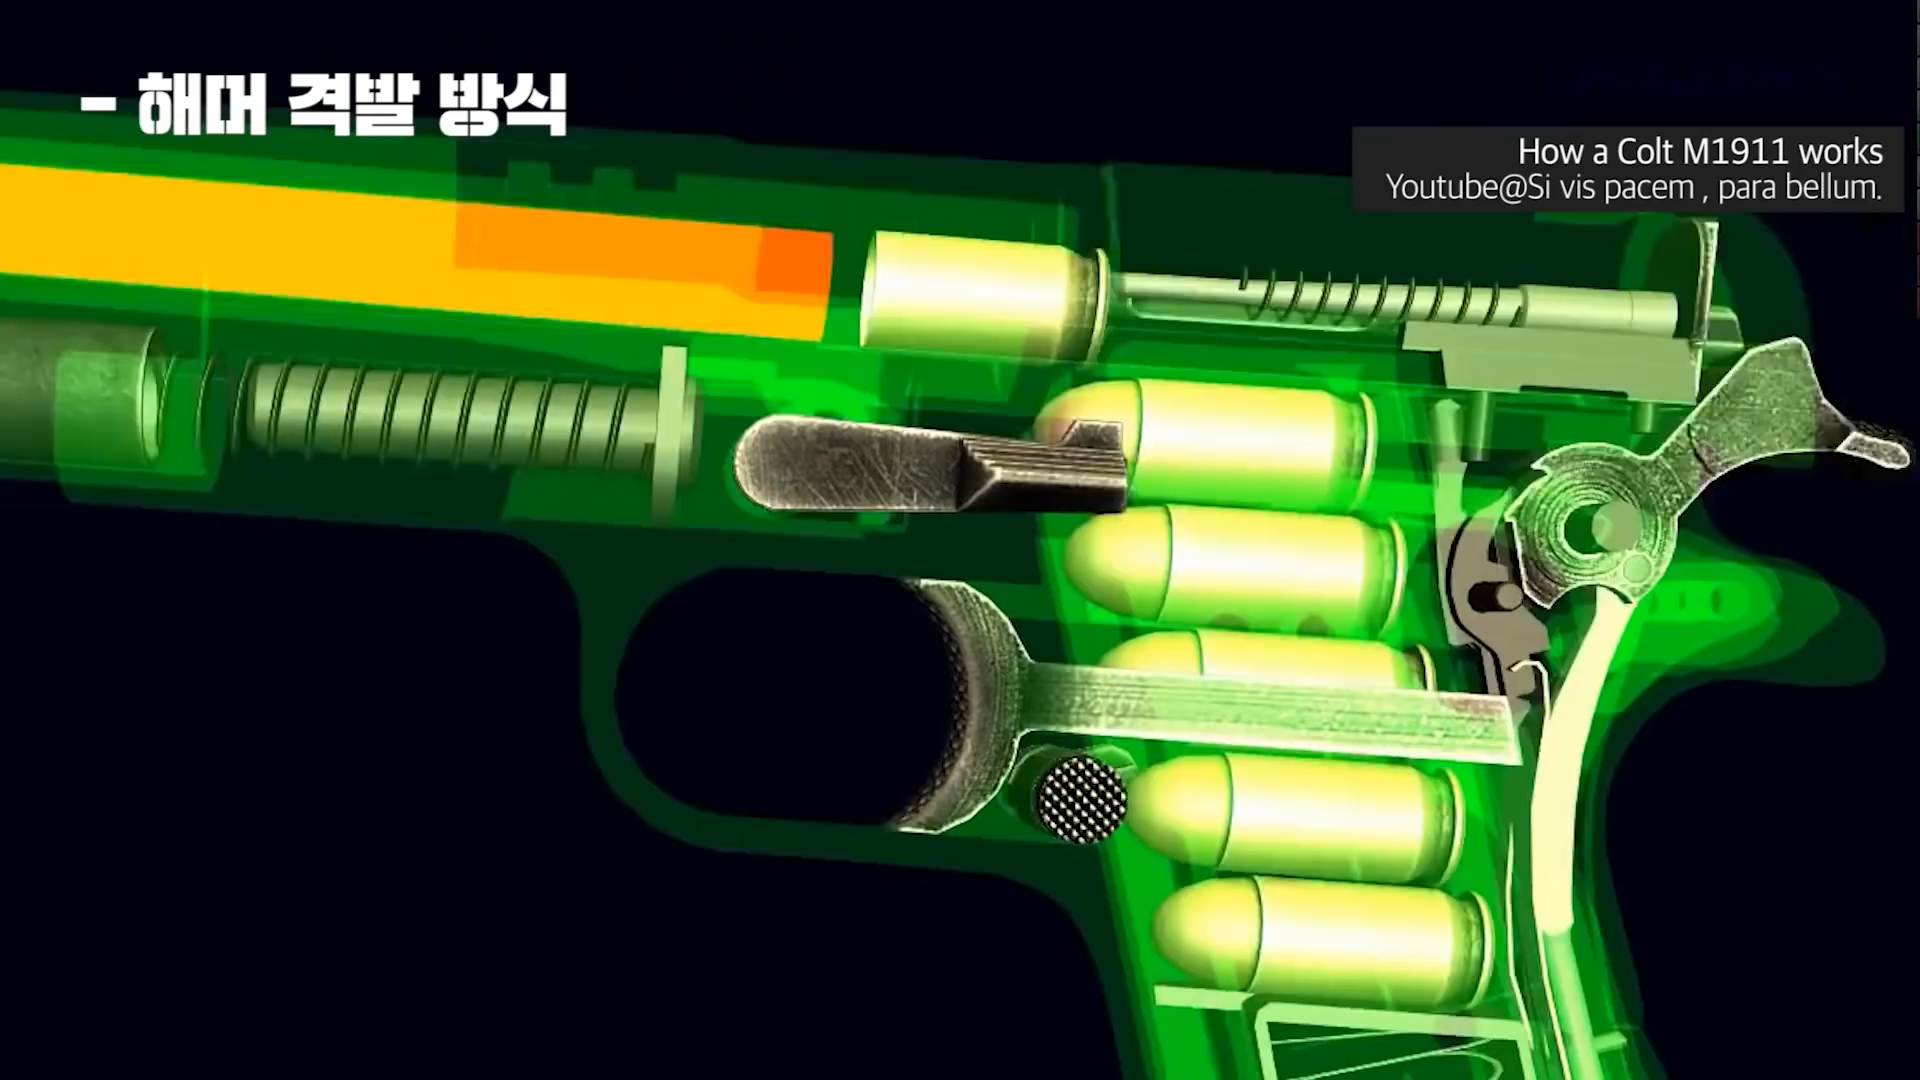 - 해머 격발 방식
How a Colt M1911 works
Youtube@Si vis pacem , para bellum.